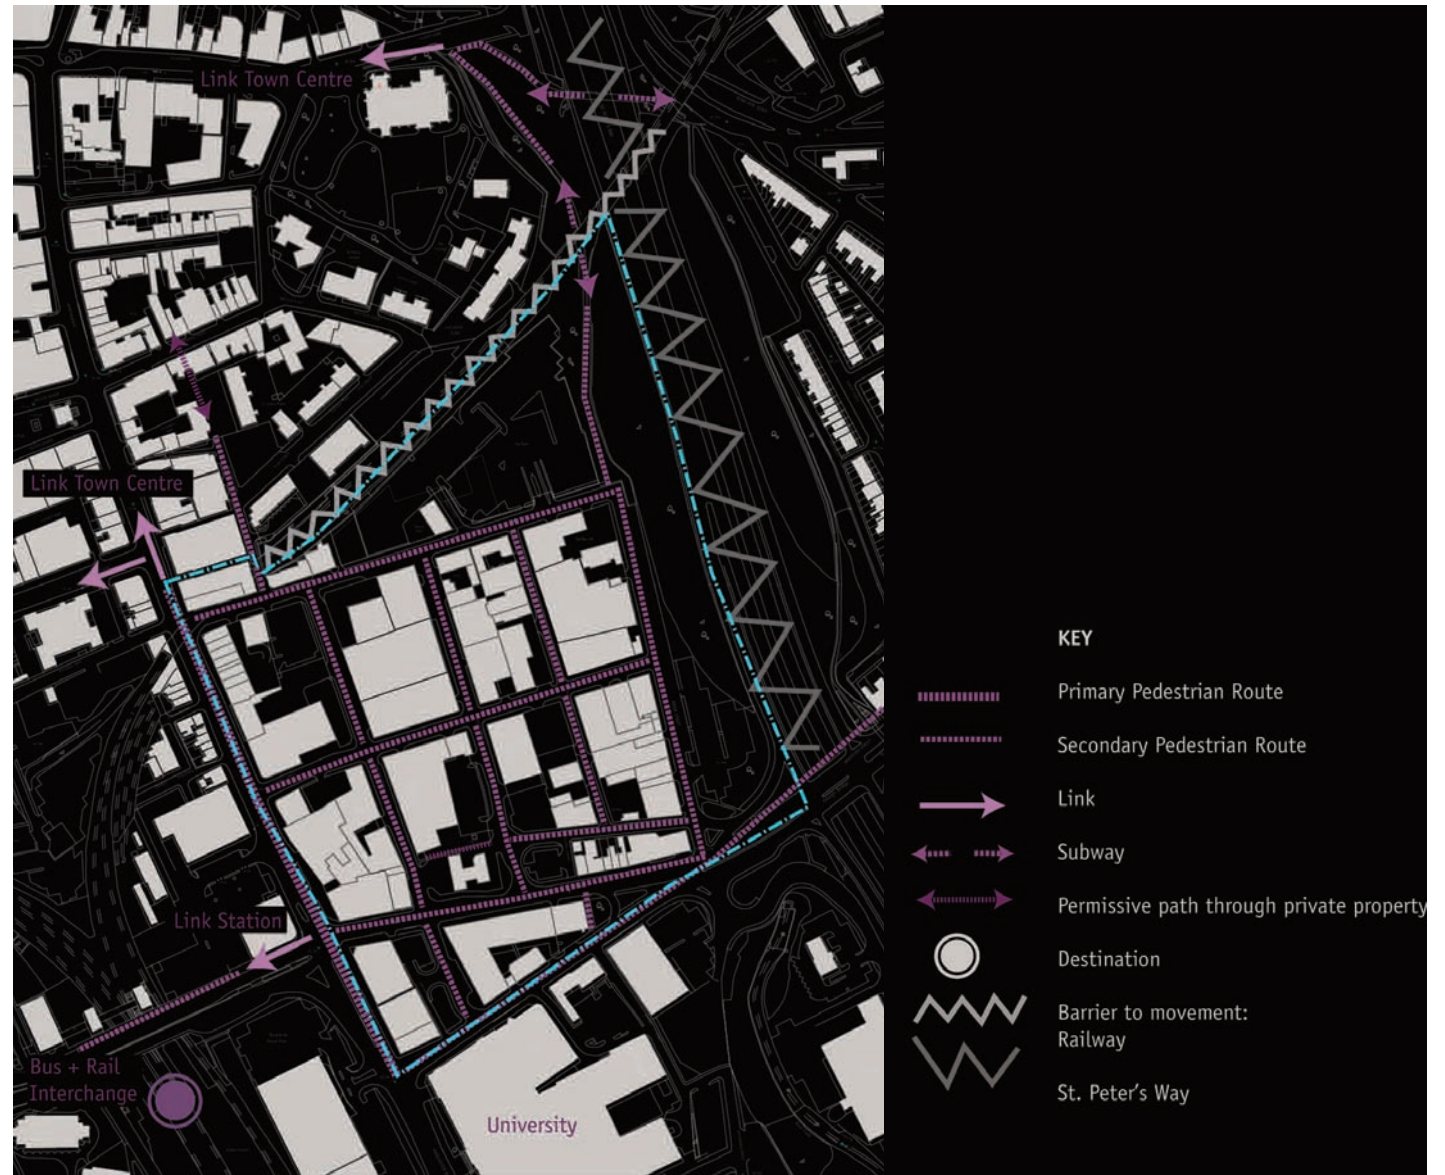 Link Town Centre
Link Town Centre
Link Station
Bus + Rail
Interchange
University
KEY
Primary Pedestrian Route
Secondary Pedestrian Route
Link
Subway
Permissive path through private property
Destination
Barrier to movement:
Railway
St. Peter's Way